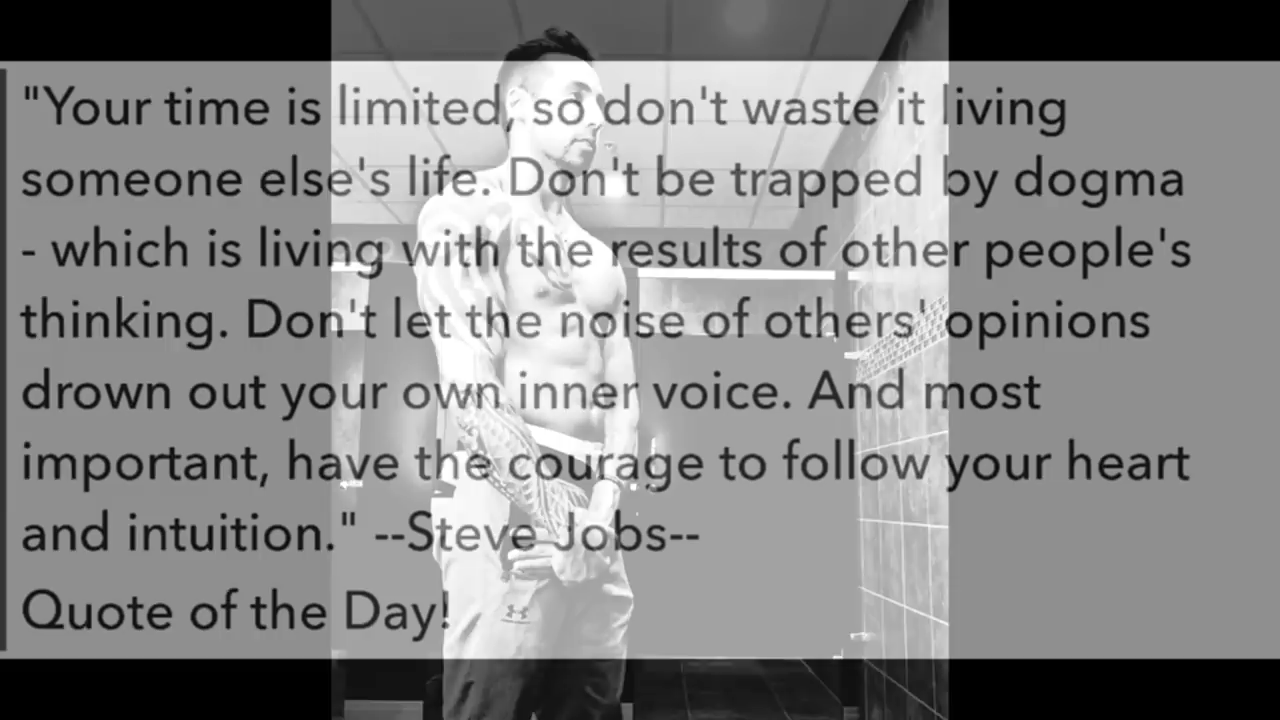 "Your time is limited, so don't waste it living
someone else's life. Don't be trapped by dogma
- which is living with the results of other people's
thinking. Don't let the noise of others' opinions
drown out your own inner voice. And most
important, have the courage to follow your heart
and intuition." --Steve Jobs--
Quote of the Day!